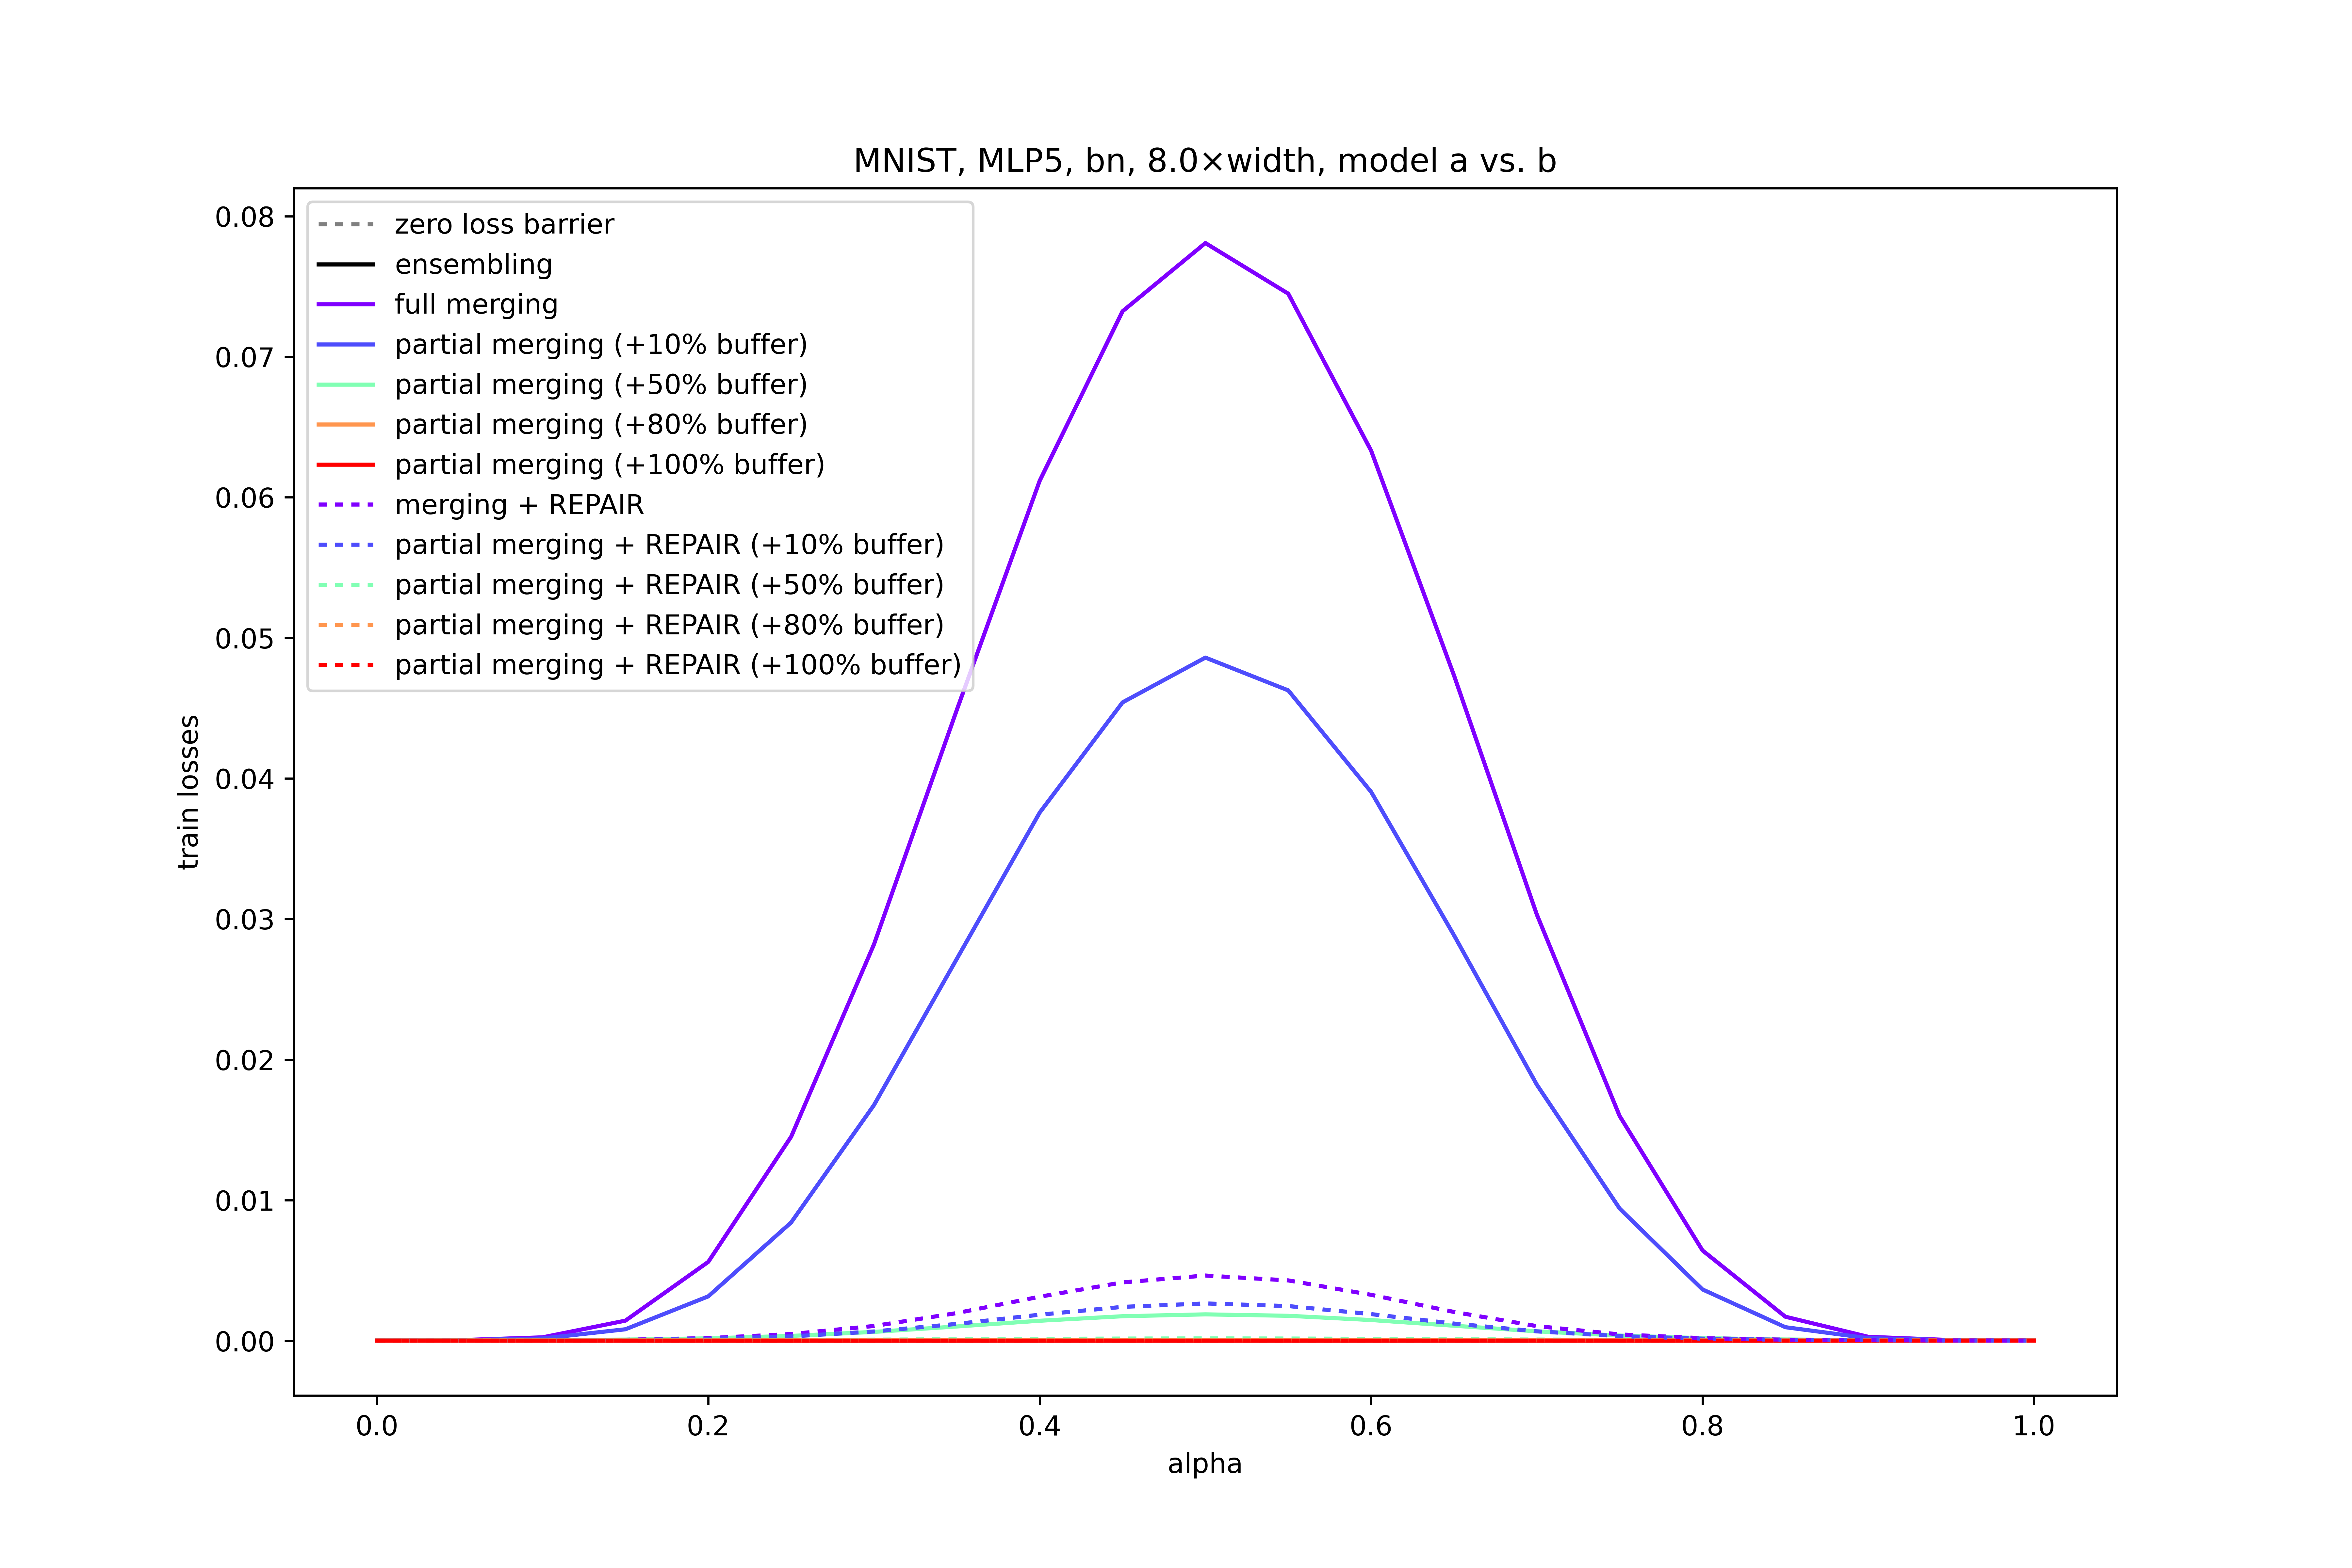 MNIST, MLP5, bn, 8.0×width, model a vs. b
zero loss barrier
ensembling
full merging
partial merging (+10% buffer)
partial merging (+50% buffer)
partial merging (+80% buffer)
partial merging (+100% buffer)
merging + REPAIR
partial merging + REPAIR (+10% buffer)
partial merging + REPAIR (+50% buffer)
partial merging + REPAIR (+80% buffer)
partial merging + REPAIR (+100% buffer)
train losses
0.08
0.07
0.06
0.05
0.04
0.03
0.02
0.01
0.00
0.0 0.2 0.4 0.6 0.8 1.0
alpha